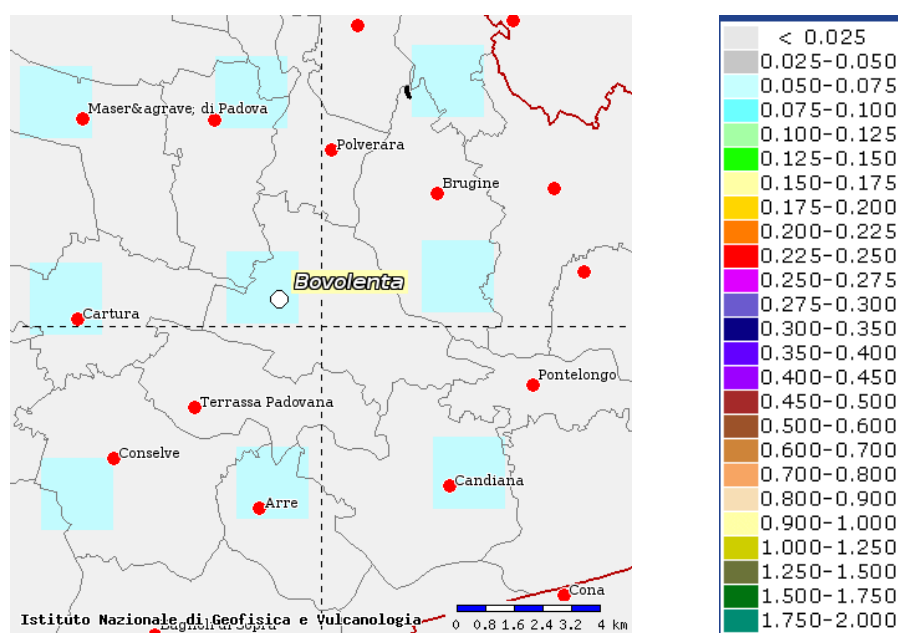 Maser&agrave; di Padova
Polverara
Brugine
Bovolenta
Cartura
Pontelongo
Terrassa Padovana
Conselve
Candiana
Arre
Cona
Istituto Nazionale di Geofisica e Vulcanologia
Bagnoli di Sopra
0 0.8 1.6 2.4 3.2 4 km
< 0.025
0.025-0.050
0.050-0.075
0.075-0.100
0.100-0.125
0.125-0.150
0.150-0.175
0.175-0.200
0.200-0.225
0.225-0.250
0.250-0.275
0.275-0.300
0.300-0.350
0.350-0.400
0.400-0.450
0.450-0.500
0.500-0.600
0.600-0.700
0.700-0.800
0.800-0.900
0.900-1.000
1.000-1.250
1.250-1.500
1.500-1.750
1.750-2.000